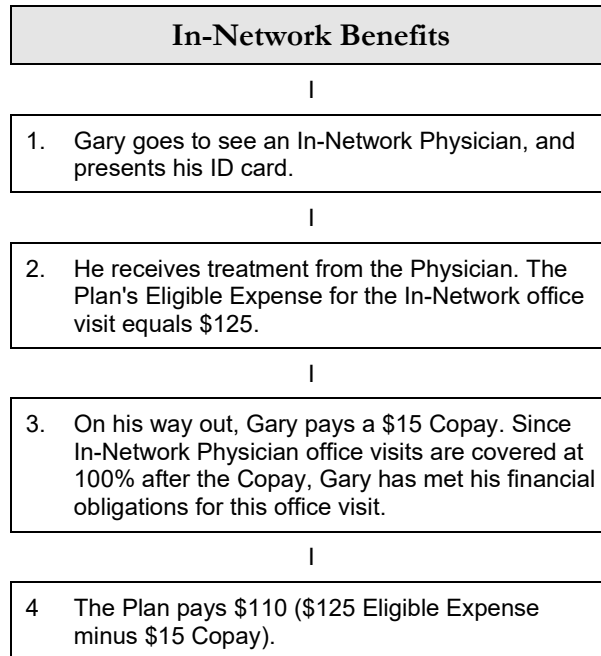 In-Network Benefits
I
1. Gary goes to see an In-Network Physician, and
presents his ID card.
I
2. He receives treatment from the Physician. The
Plan's Eligible Expense for the In-Network office
visit equals $125.
I
3. On his way out, Gary pays a $15 Copay. Since
In-Network Physician office visits are covered at
100% after the Copay, Gary has met his financial
obligations for this office visit.
I
4 The Plan pays $110 ($125 Eligible Expense
minus $15 Copay).